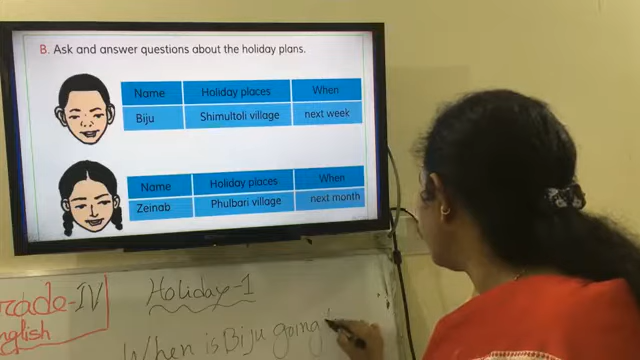 B. Ask and answer questions about the holiday plans.
Name Holiday places When
Biju Shimultoli village next week
Name Holiday places When
Zeinab Phulbari village next month
rade-IV
nglish
Holiday-1
When is Biju going